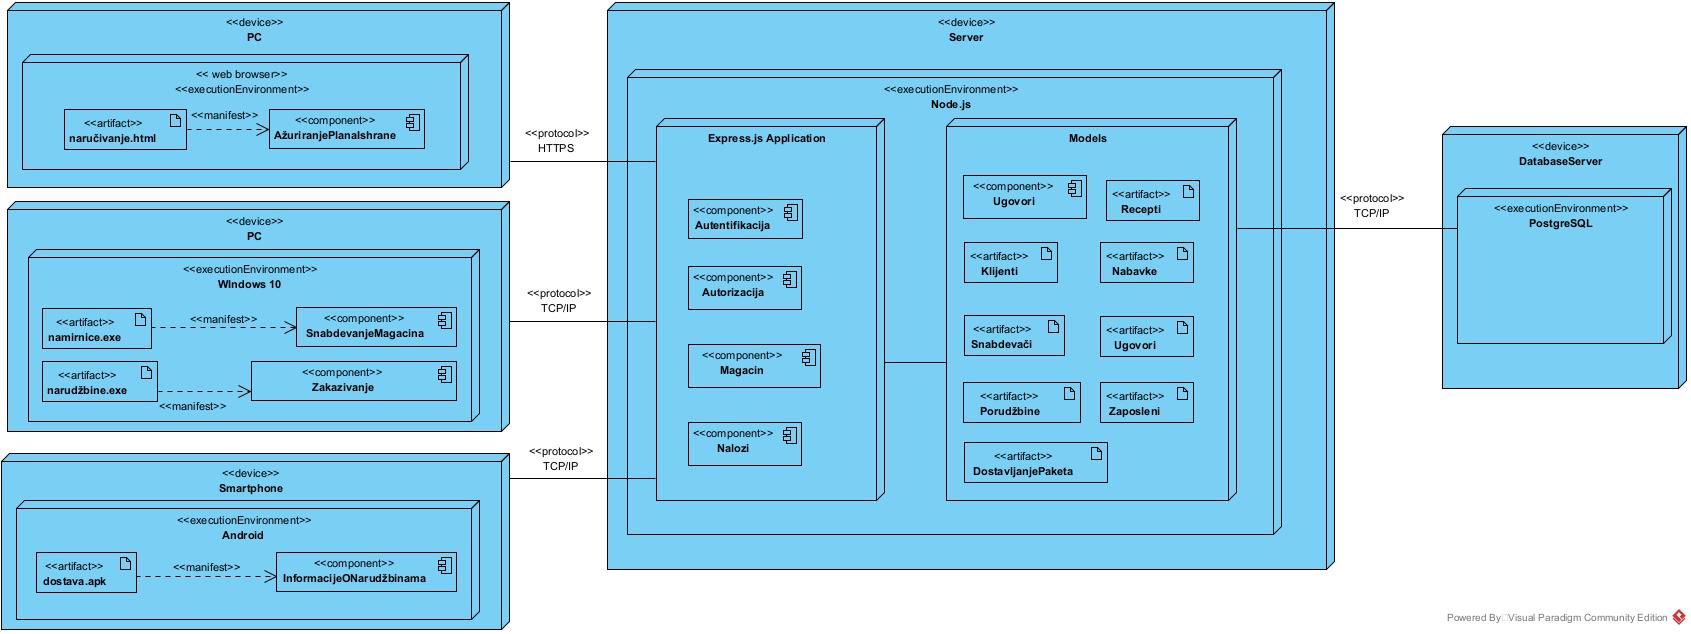 <<device>>
PC
<< web browser>>
<<executionEnvironment>>
<<artifact>>
naručivanje.html
<<manifest>>
<<component>>
AžuriranjePlanaIshrane
<<protocol>>
HTTPS
<<device>>
PC
<<executionEnvironment>>
WIndows 10
<<artifact>>
namirnice.exe
<<manifest>>
<<component>>
SnabdevanjeMagacina
<<artifact>>
narudžbine.exe
<<manifest>>
<<component>>
Zakazivanje
<<protocol>>
TCP/IP
<<device>>
Smartphone
<<executionEnvironment>>
Android
<<artifact>>
dostava.apk
<<manifest>>
<<component>>
InformacijeONarudžbinama
<<protocol>>
TCP/IP
<<device>>
Server
<<executionEnvironment>>
Node.js
Express.js Application
<<component>>
Autentifikacija
<<component>>
Autorizacija
<<component>>
Magacin
<<component>>
Nalozi
Models
<<component>>
Ugovori
<<artifact>>
Recepti
<<artifact>>
Klijenti
<<artifact>>
Nabavke
<<artifact>>
Snabdevači
<<artifact>>
Ugovori
<<artifact>>
Porudžbine
<<artifact>>
Zaposleni
<<artifact>>
DostavljanjePaketa
<<protocol>>
TCP/IP
<<device>>
DatabaseServer
<<executionEnvironment>>
PostgreSQL
Powered By Visual Paradigm Community Edition